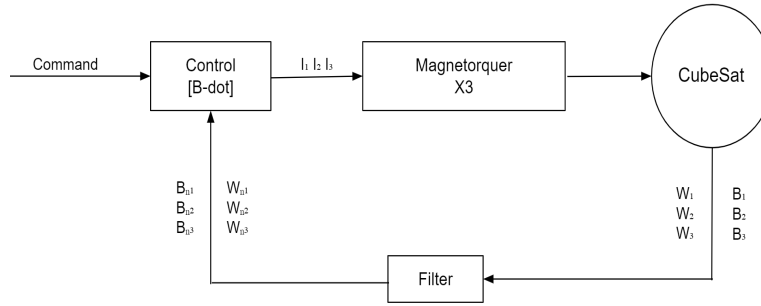 Command
Control
[B-dot]
I₁ I₂ I₃
Magnetorquer
X3
CubeSat
Bₙ₁ Wₙ₁
Bₙ₂ Wₙ₂
Bₙ₃ Wₙ₃
W₁ B₁
W₂ B₂
W₃ B₃
Filter